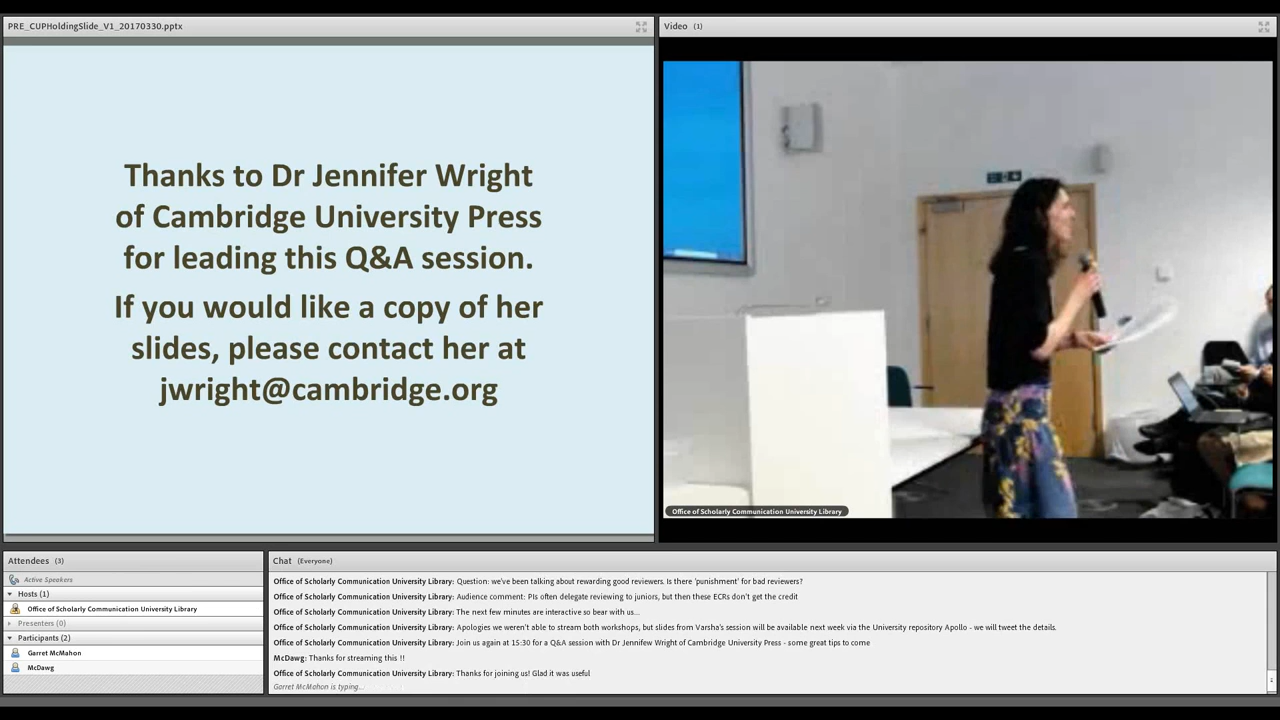 PRE_CUPHoldingSlide_V1_20170330.pptx
Thanks to Dr Jennifer Wright
of Cambridge University Press
for leading this Q&A session.
If you would like a copy of her
slides, please contact her at
jwright@cambridge.org
Video (1)
Office of Scholarly Communication University Library
Attendees (3)
Active Speakers
Hosts (1)
Office of Scholarly Communication University Library
Presenters (0)
Participants (2)
Garret McMahon
McDawg
Chat (Everyone)
Office of Scholarly Communication University Library: Question: we've been talking about rewarding good reviewers. Is there 'punishment' for bad reviewers?
Office of Scholarly Communication University Library: Audience comment: PIs often delegate reviewing to juniors, but then these ECRs don't get the credit
Office of Scholarly Communication University Library: The next few minutes are interactive so bear with us...
Office of Scholarly Communication University Library: Apologies we weren't able to stream both workshops, but slides from Varsha's session will be available next week via the University repository Apollo - we will tweet the details.
Office of Scholarly Communication University Library: Join us again at 15:30 for a Q&A session with Dr Jennifew Wright of Cambridge University Press - some great tips to come
McDawg: Thanks for streaming this !!
Office of Scholarly Communication University Library: Thanks for joining us! Glad it was useful
Garret McMahon is typing...